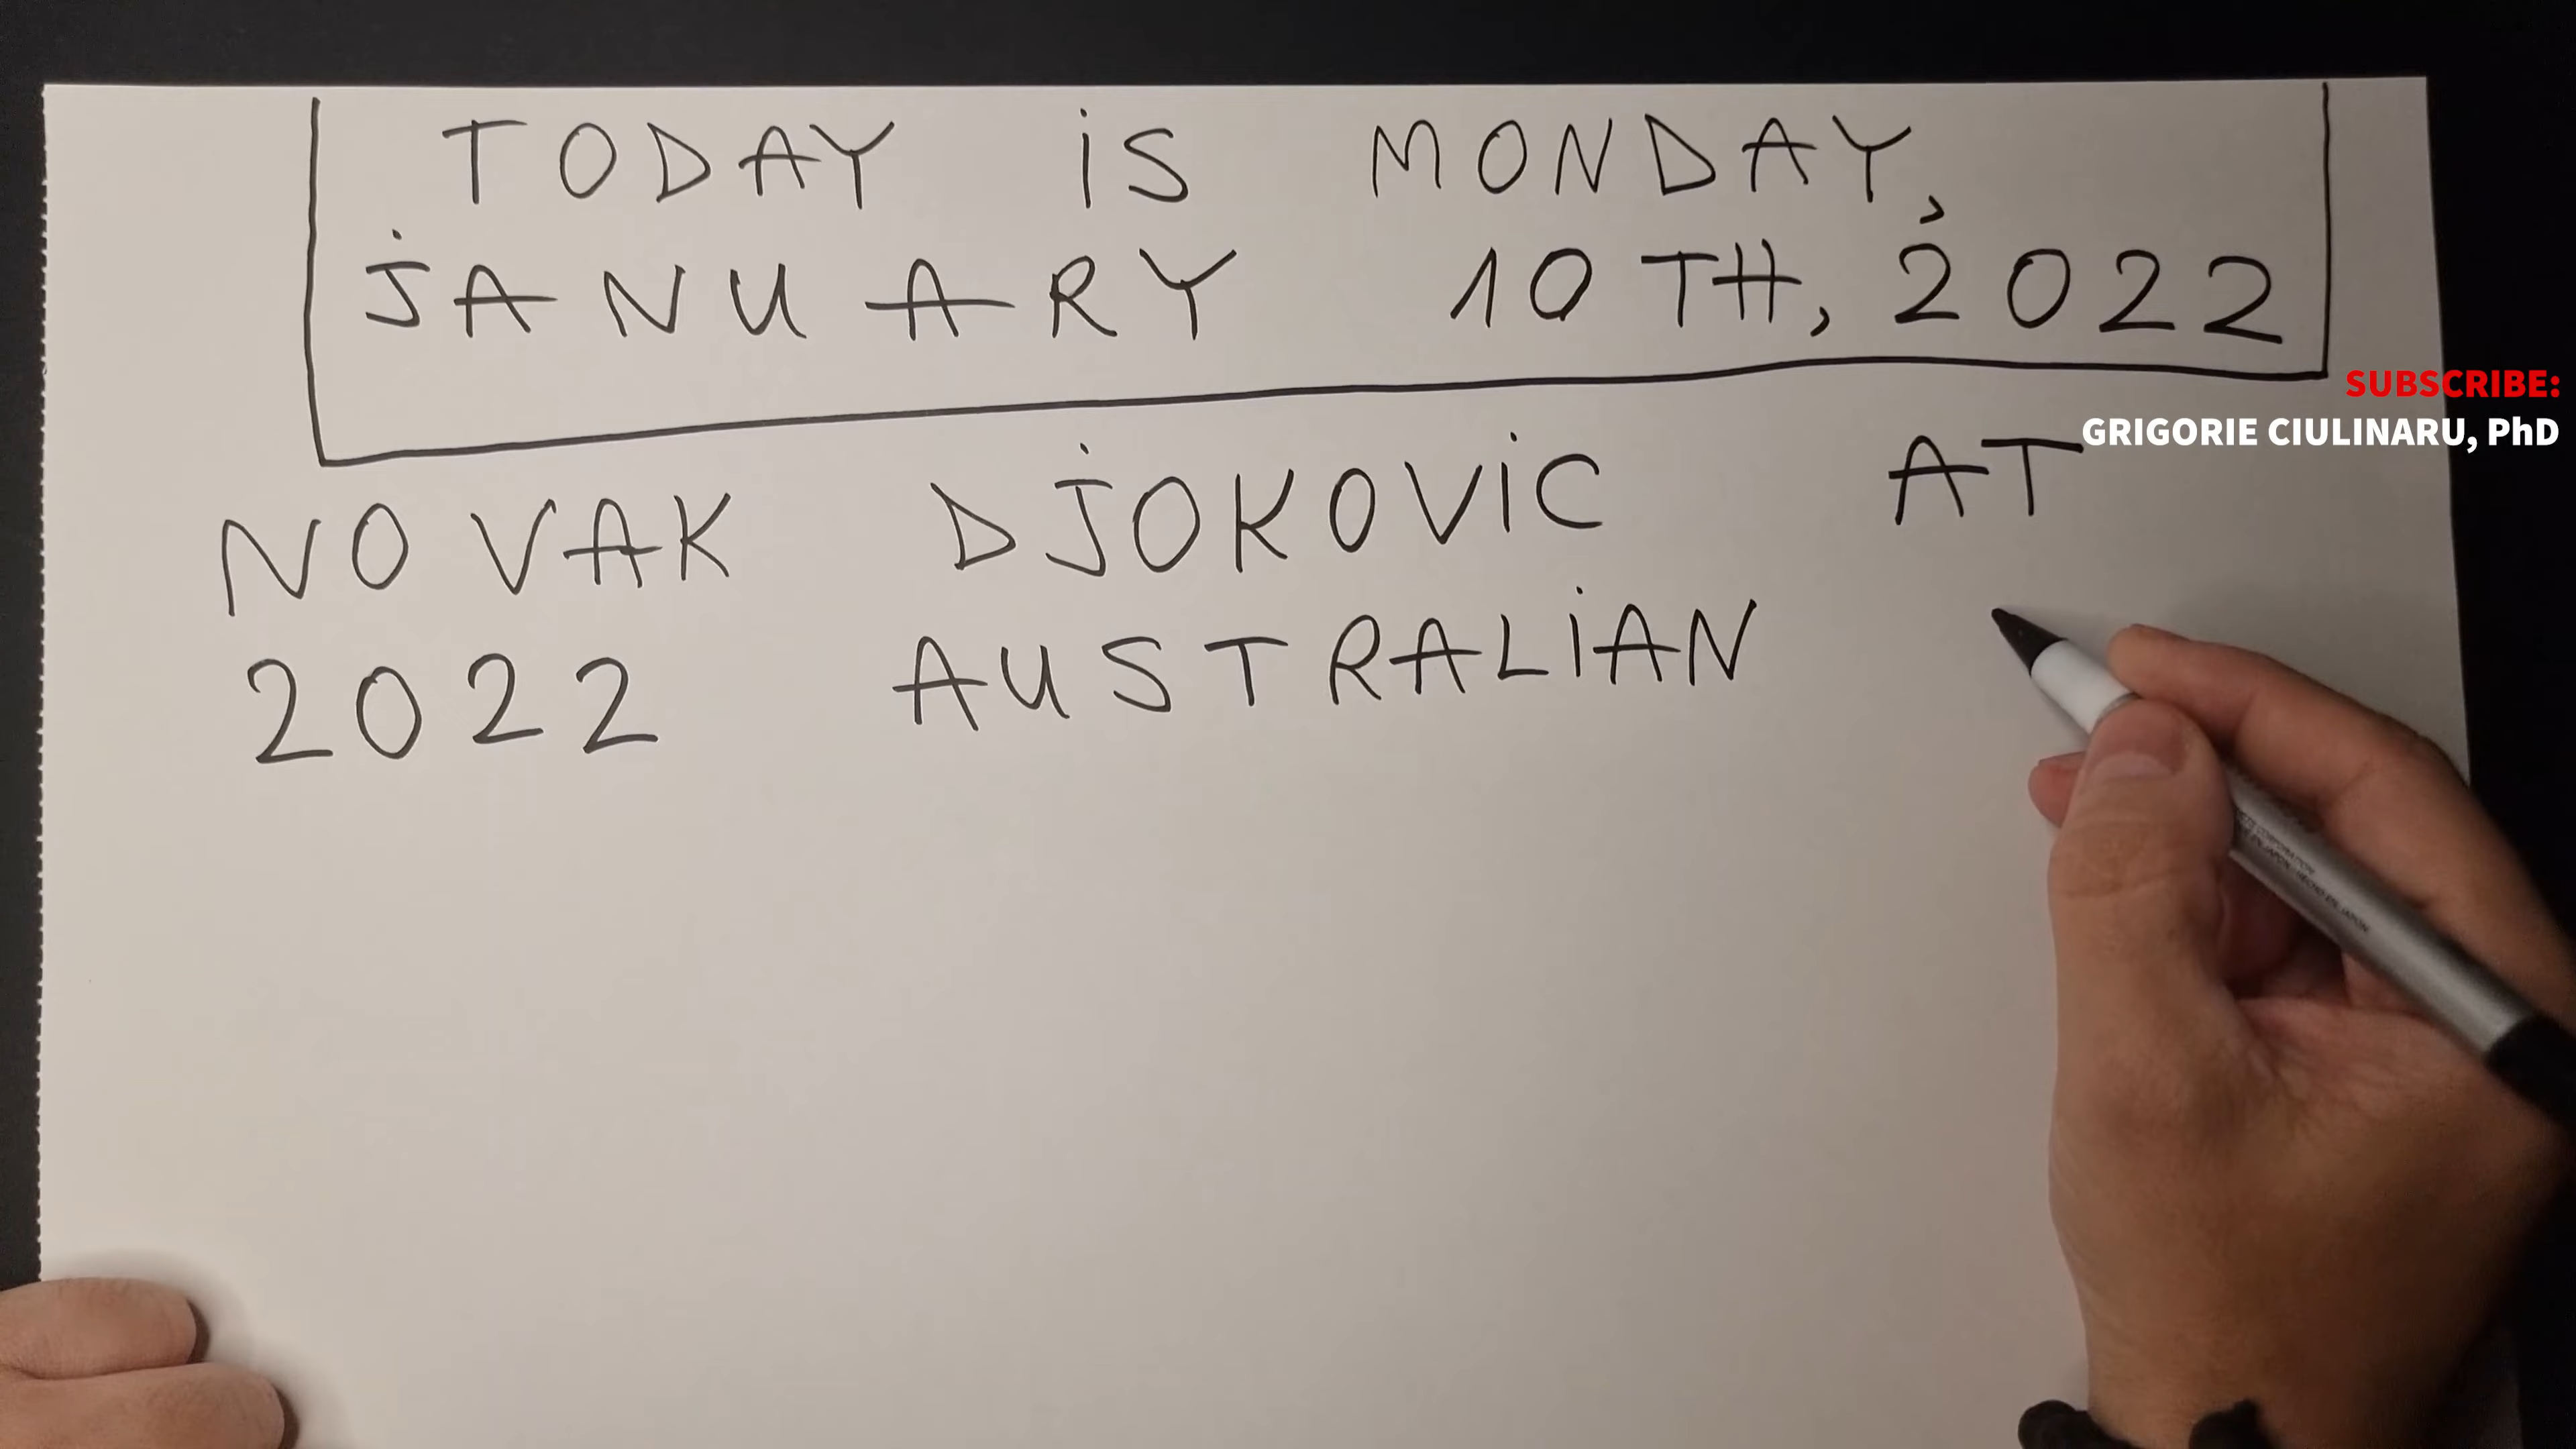 TODAY iS MONDAY,
jANUARY 10TH, 2022
SUBSCRIBE:
GRIGORIE CIULINARU, PhD
NOVAK DjOKOViC AT
2022 AUSTRALiAN